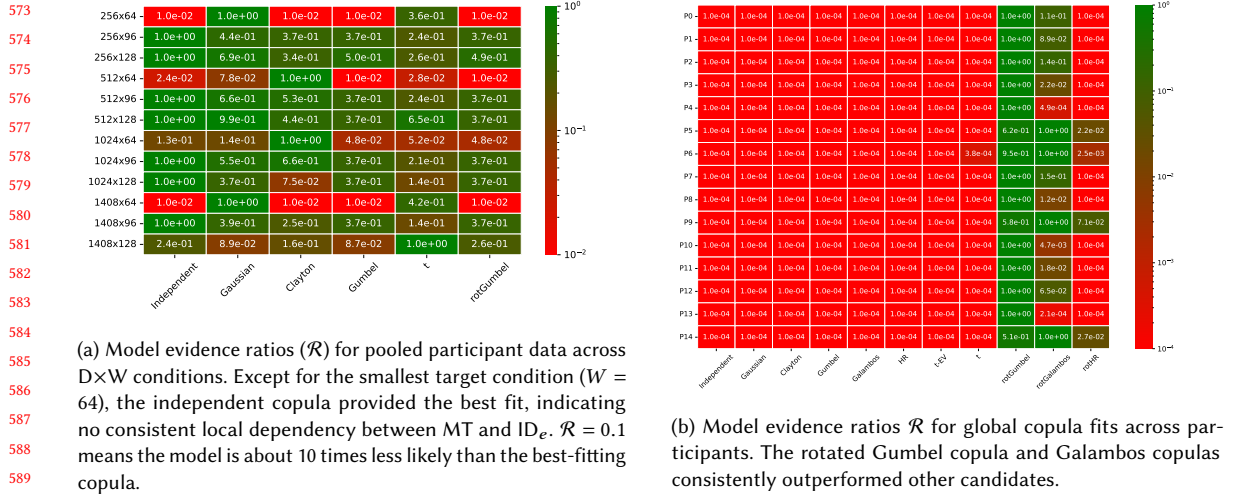 573
574
575
576
577
578
579
580
581
582
583
584
585
586
587
588
589
256x64 1.0e-02 1.0e+00 1.0e-02 1.0e-02 3.6e-01 1.0e-02
256x96 1.0e+00 4.4e-01 3.7e-01 3.7e-01 2.4e-01 3.7e-01
256x128 1.0e+00 6.9e-01 3.4e-01 5.0e-01 2.6e-01 4.9e-01
512x64 2.4e-02 7.8e-02 1.0e+00 1.0e-02 2.8e-02 1.0e-02
512x96 1.0e+00 6.6e-01 5.3e-01 3.7e-01 2.4e-01 3.7e-01
512x128 1.0e+00 9.9e-01 4.4e-01 3.7e-01 6.5e-01 3.7e-01
1024x64 1.3e-01 1.4e-01 1.0e+00 4.8e-02 5.2e-02 4.8e-02
1024x96 1.0e+00 5.5e-01 6.6e-01 3.7e-01 2.1e-01 3.7e-01
1024x128 1.0e+00 3.7e-01 7.5e-02 3.7e-01 1.4e-01 3.7e-01
1408x64 1.0e-02 1.0e+00 1.0e-02 1.0e-02 4.2e-01 1.0e-02
1408x96 1.0e+00 3.9e-01 2.5e-01 3.7e-01 1.4e-01 3.7e-01
1408x128 2.4e-01 8.9e-02 1.6e-01 8.7e-02 1.0e+00 2.6e-01
Independent Gaussian Clayton Gumbel t rotGumbel
10⁰
10⁻¹
10⁻²
(a) Model evidence ratios (𝓡) for pooled participant data across
D×W conditions. Except for the smallest target condition (W =
64), the independent copula provided the best fit, indicating
no consistent local dependency between MT and IDₑ. 𝓡 = 0.1
means the model is about 10 times less likely than the best-fitting
copula.
P0 1.0e-04 1.0e-04 1.0e-04 1.0e-04 1.0e-04 1.0e-04 1.0e-04 1.0e-04 1.0e+00 1.1e-01 1.0e-04
P1 1.0e-04 1.0e-04 1.0e-04 1.0e-04 1.0e-04 1.0e-04 1.0e-04 1.0e-04 1.0e+00 8.9e-02 1.0e-04
P2 1.0e-04 1.0e-04 1.0e-04 1.0e-04 1.0e-04 1.0e-04 1.0e-04 1.0e-04 1.0e+00 1.4e-01 1.0e-04
P3 1.0e-04 1.0e-04 1.0e-04 1.0e-04 1.0e-04 1.0e-04 1.0e-04 1.0e-04 1.0e+00 2.2e-02 1.0e-04
P4 1.0e-04 1.0e-04 1.0e-04 1.0e-04 1.0e-04 1.0e-04 1.0e-04 1.0e-04 1.0e+00 4.9e-04 1.0e-04
P5 1.0e-04 1.0e-04 1.0e-04 1.0e-04 1.0e-04 1.0e-04 1.0e-04 1.0e-04 6.2e-01 1.0e+00 2.2e-02
P6 1.0e-04 1.0e-04 1.0e-04 1.0e-04 1.0e-04 1.0e-04 1.0e-04 3.8e-04 9.5e-01 1.0e+00 2.5e-03
P7 1.0e-04 1.0e-04 1.0e-04 1.0e-04 1.0e-04 1.0e-04 1.0e-04 1.0e-04 1.0e+00 1.5e-01 1.0e-04
P8 1.0e-04 1.0e-04 1.0e-04 1.0e-04 1.0e-04 1.0e-04 1.0e-04 1.0e-04 1.0e+00 1.2e-02 1.0e-04
P9 1.0e-04 1.0e-04 1.0e-04 1.0e-04 1.0e-04 1.0e-04 1.0e-04 1.0e-04 5.8e-01 1.0e+00 7.1e-02
P10 1.0e-04 1.0e-04 1.0e-04 1.0e-04 1.0e-04 1.0e-04 1.0e-04 1.0e-04 1.0e+00 4.7e-03 1.0e-04
P11 1.0e-04 1.0e-04 1.0e-04 1.0e-04 1.0e-04 1.0e-04 1.0e-04 1.0e-04 1.0e+00 1.8e-02 1.0e-04
P12 1.0e-04 1.0e-04 1.0e-04 1.0e-04 1.0e-04 1.0e-04 1.0e-04 1.0e-04 1.0e+00 6.5e-02 1.0e-04
P13 1.0e-04 1.0e-04 1.0e-04 1.0e-04 1.0e-04 1.0e-04 1.0e-04 1.0e-04 1.0e+00 2.1e-04 1.0e-04
P14 1.0e-04 1.0e-04 1.0e-04 1.0e-04 1.0e-04 1.0e-04 1.0e-04 1.0e-04 5.1e-01 1.0e+00 2.7e-02
Independent Gaussian Clayton Gumbel Galambos HR t-EV t rotGumbel rotGalambos rotHR
10⁰
10⁻¹
10⁻²
10⁻³
10⁻⁴
(b) Model evidence ratios 𝓡 for global copula fits across par-
ticipants. The rotated Gumbel copula and Galambos copulas
consistently outperformed other candidates.